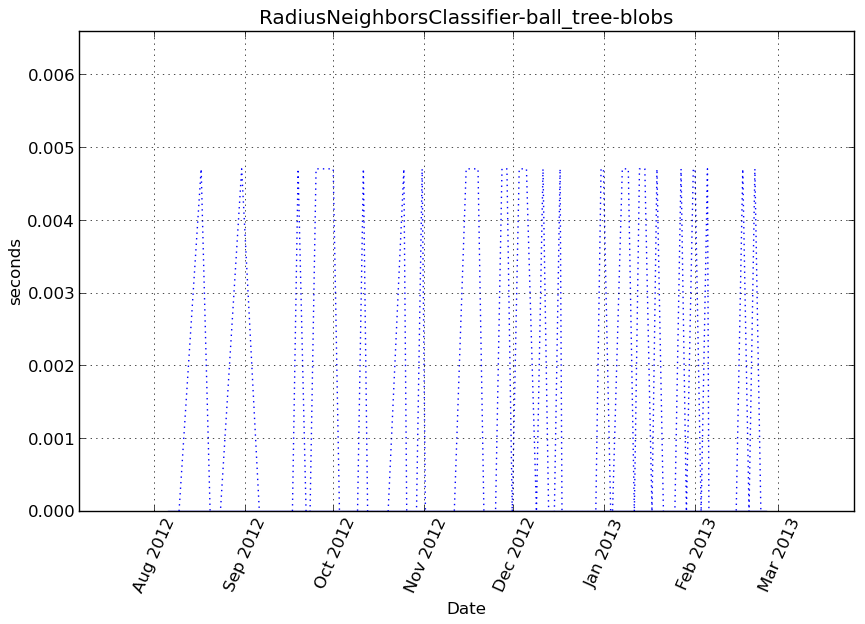 RadiusNeighborsClassifier-ball_tree-blobs
seconds
0.006
0.005
0.004
0.003
0.002
0.001
0.000
Aug 2012
Sep 2012
Oct 2012
Nov 2012
Dec 2012
Jan 2013
Feb 2013
Mar 2013
Date